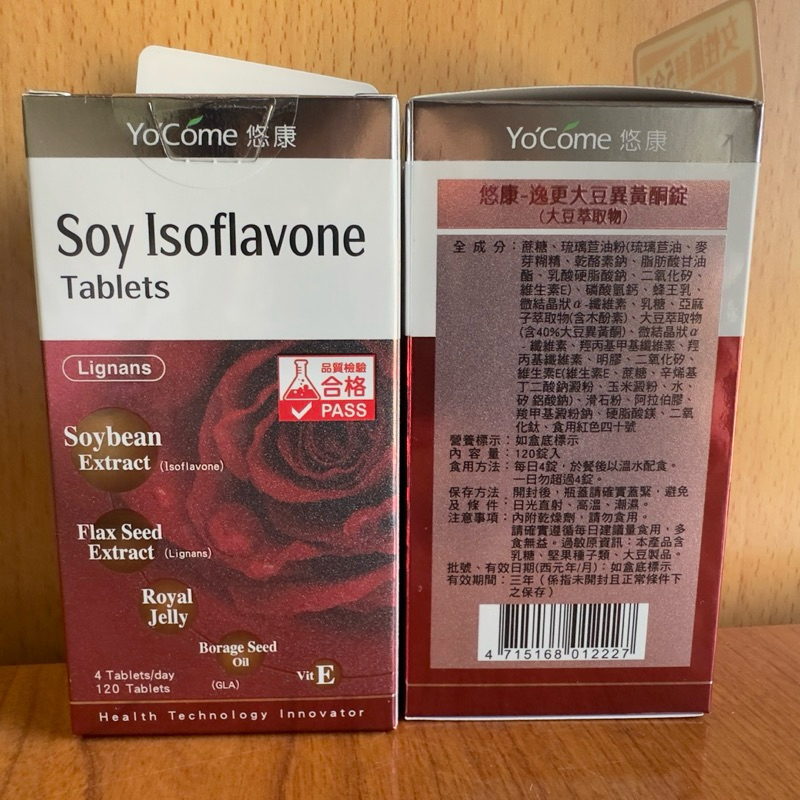 Yo'Come 悠康
Soy Isoflavone
Tablets
Lignans
品質檢驗
合格
PASS
Soybean
Extract (Isoflavone)
Flax Seed
Extract (Lignans)
Royal
Jelly
Borage Seed
Oil
(GLA)
Vit E
4 Tablets/day
120 Tablets
Health Technology Innovator
Yo'Come 悠康
悠康-逸更大豆異黃酮錠
(大豆萃取物)
全成分：蔗糖、琉璃苣油粉(琉璃苣油、麥
芽糊精、乾酪素鈉、脂肪酸甘油
酯、乳酸硬脂酸鈉、二氧化矽、
維生素E)、磷酸氫鈣、蜂王乳、
微結晶狀α-纖維素、乳糖、亞麻
子萃取物(含木酚素)、大豆萃取物
(含40%大豆異黃酮)、微結晶狀α
-纖維素、羥丙基甲基纖維素、羥
丙基纖維素、明膠、二氧化矽、
維生素E(維生素E、蔗糖、辛烯基
丁二酸鈉澱粉、玉米澱粉、水、
矽鋁酸鈉)、滑石粉、阿拉伯膠、
羧甲基澱粉鈉、硬脂酸鎂、二氧
化鈦、食用紅色四十號
營養標示：如盒底標示
內容量：120錠入
食用方法：每日4錠，於餐後以溫水配食。
一日勿超過4錠。
保存方法及條件：開封後，瓶蓋請確實蓋緊，避免
日光直射、高溫、潮濕。
注意事項：內附乾燥劑，請勿食用。
請確實遵循每日建議量食用，多
食無益。過敏原資訊：本產品含
乳糖、堅果種子類、大豆製品。
批號、有效日期(西元年/月)：如盒底標示
有效期間：三年（係指未開封且正常條件下
之保存）
4 715168 012227